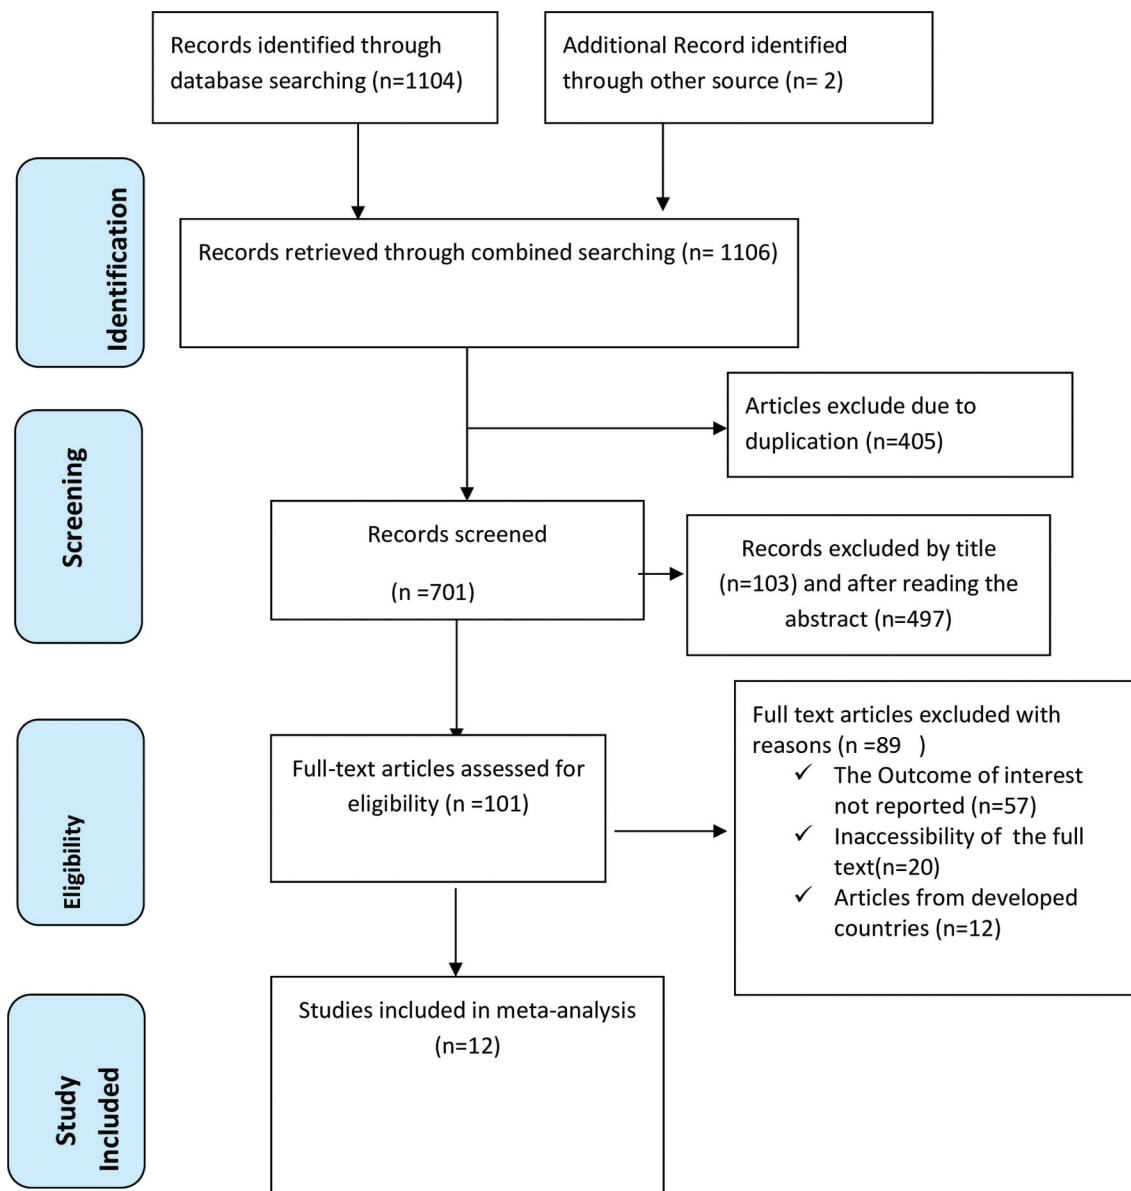 Records identified through
database searching (n=1104)
Additional Record identified
through other source (n= 2)
Identification
Records retrieved through combined searching (n= 1106)
Articles exclude due to
duplication (n=405)
Screening
Records screened
(n =701)
Records excluded by title
(n=103) and after reading the
abstract (n=497)
Eligibility
Full-text articles assessed for
eligibility (n =101)
Full text articles excluded with
reasons (n =89   )
✓ The Outcome of interest
not reported (n=57)
✓ Inaccessibility of  the full
text(n=20)
✓ Articles from developed
countries (n=12)
Study
Included
Studies included in meta-analysis
(n=12)